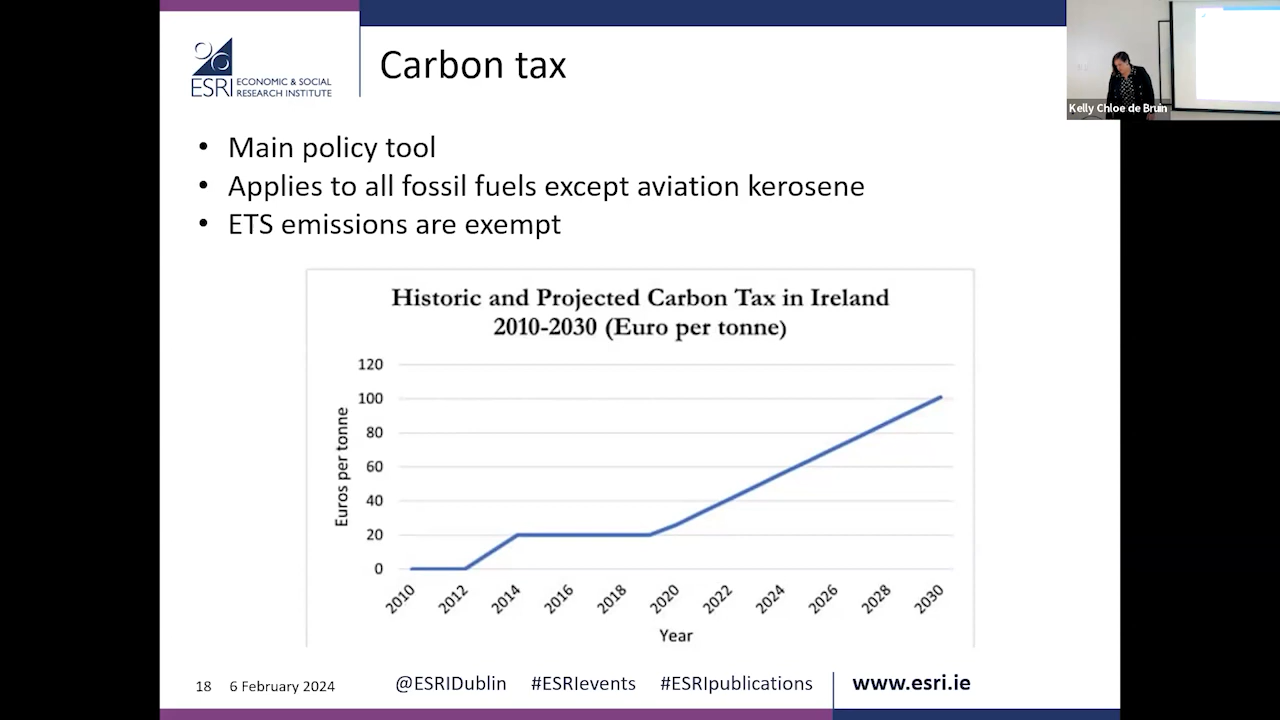 ESRI
ECONOMIC & SOCIAL
RESEARCH INSTITUTE
Carbon tax
Kelly Chloe de Bruin
• Main policy tool
• Applies to all fossil fuels except aviation kerosene
• ETS emissions are exempt
Historic and Projected Carbon Tax in Ireland
2010-2030 (Euro per tonne)
Euros per tonne
120
100
80
60
40
20
0
2010 2012 2014 2016 2018 2020 2022 2024 2026 2028 2030
Year
18 6 February 2024 @ESRIDublin #ESRIevents #ESRIpublications www.esri.ie